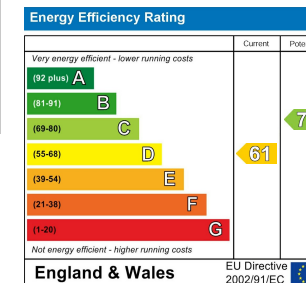 Energy Efficiency Rating
Current
Very energy efficient - lower running costs
(92 plus) A
(81-91) B
(69-80) C
(55-68) D 61
(39-54) E
(21-38) F
(1-20) G
Not energy efficient - higher running costs
England & Wales
EU Directive
2002/91/EC